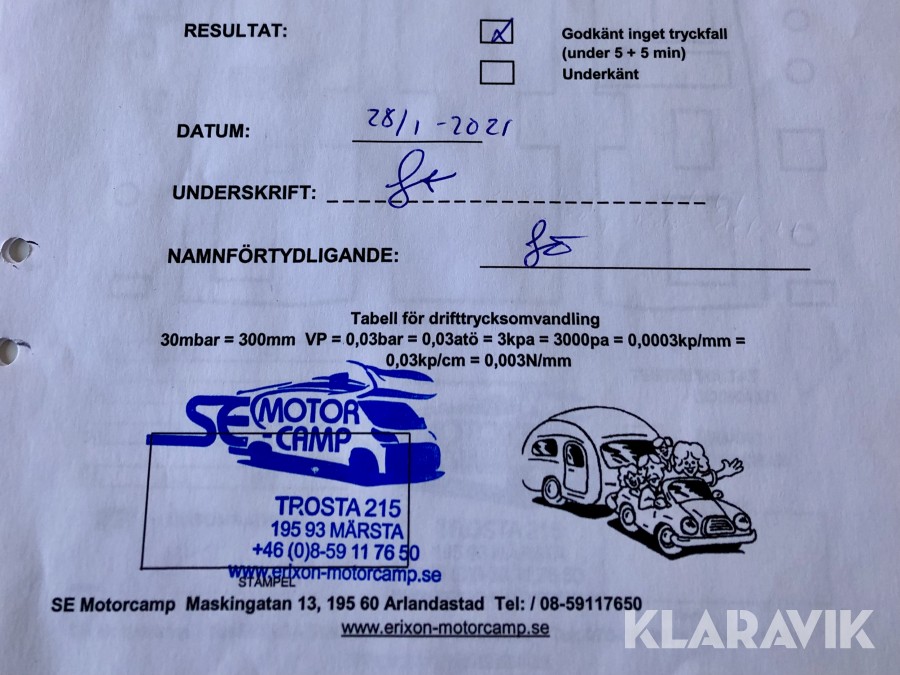 RESULTAT:
Godkänt inget tryckfall
(under 5 + 5 min)
Underkänt
DATUM: 28/1-2021
UNDERSKRIFT:
NAMNFÖRTYDLIGANDE:
Tabell för drifttrycksomvandling
30mbar = 300mm VP = 0,03bar = 0,03atö = 3kpa = 3000pa = 0,0003kp/mm =
0,03kp/cm = 0,003N/mm
SE MOTOR
-CAMP
TROSTA 215
195 93 MÄRSTA
+46 (0)8-59 11 76 50
www.erixon-motorcamp.se
STÄMPEL
SE Motorcamp Maskingatan 13, 195 60 Arlandastad Tel: / 08-59117650
www.erixon-motorcamp.se
KLARAVIK